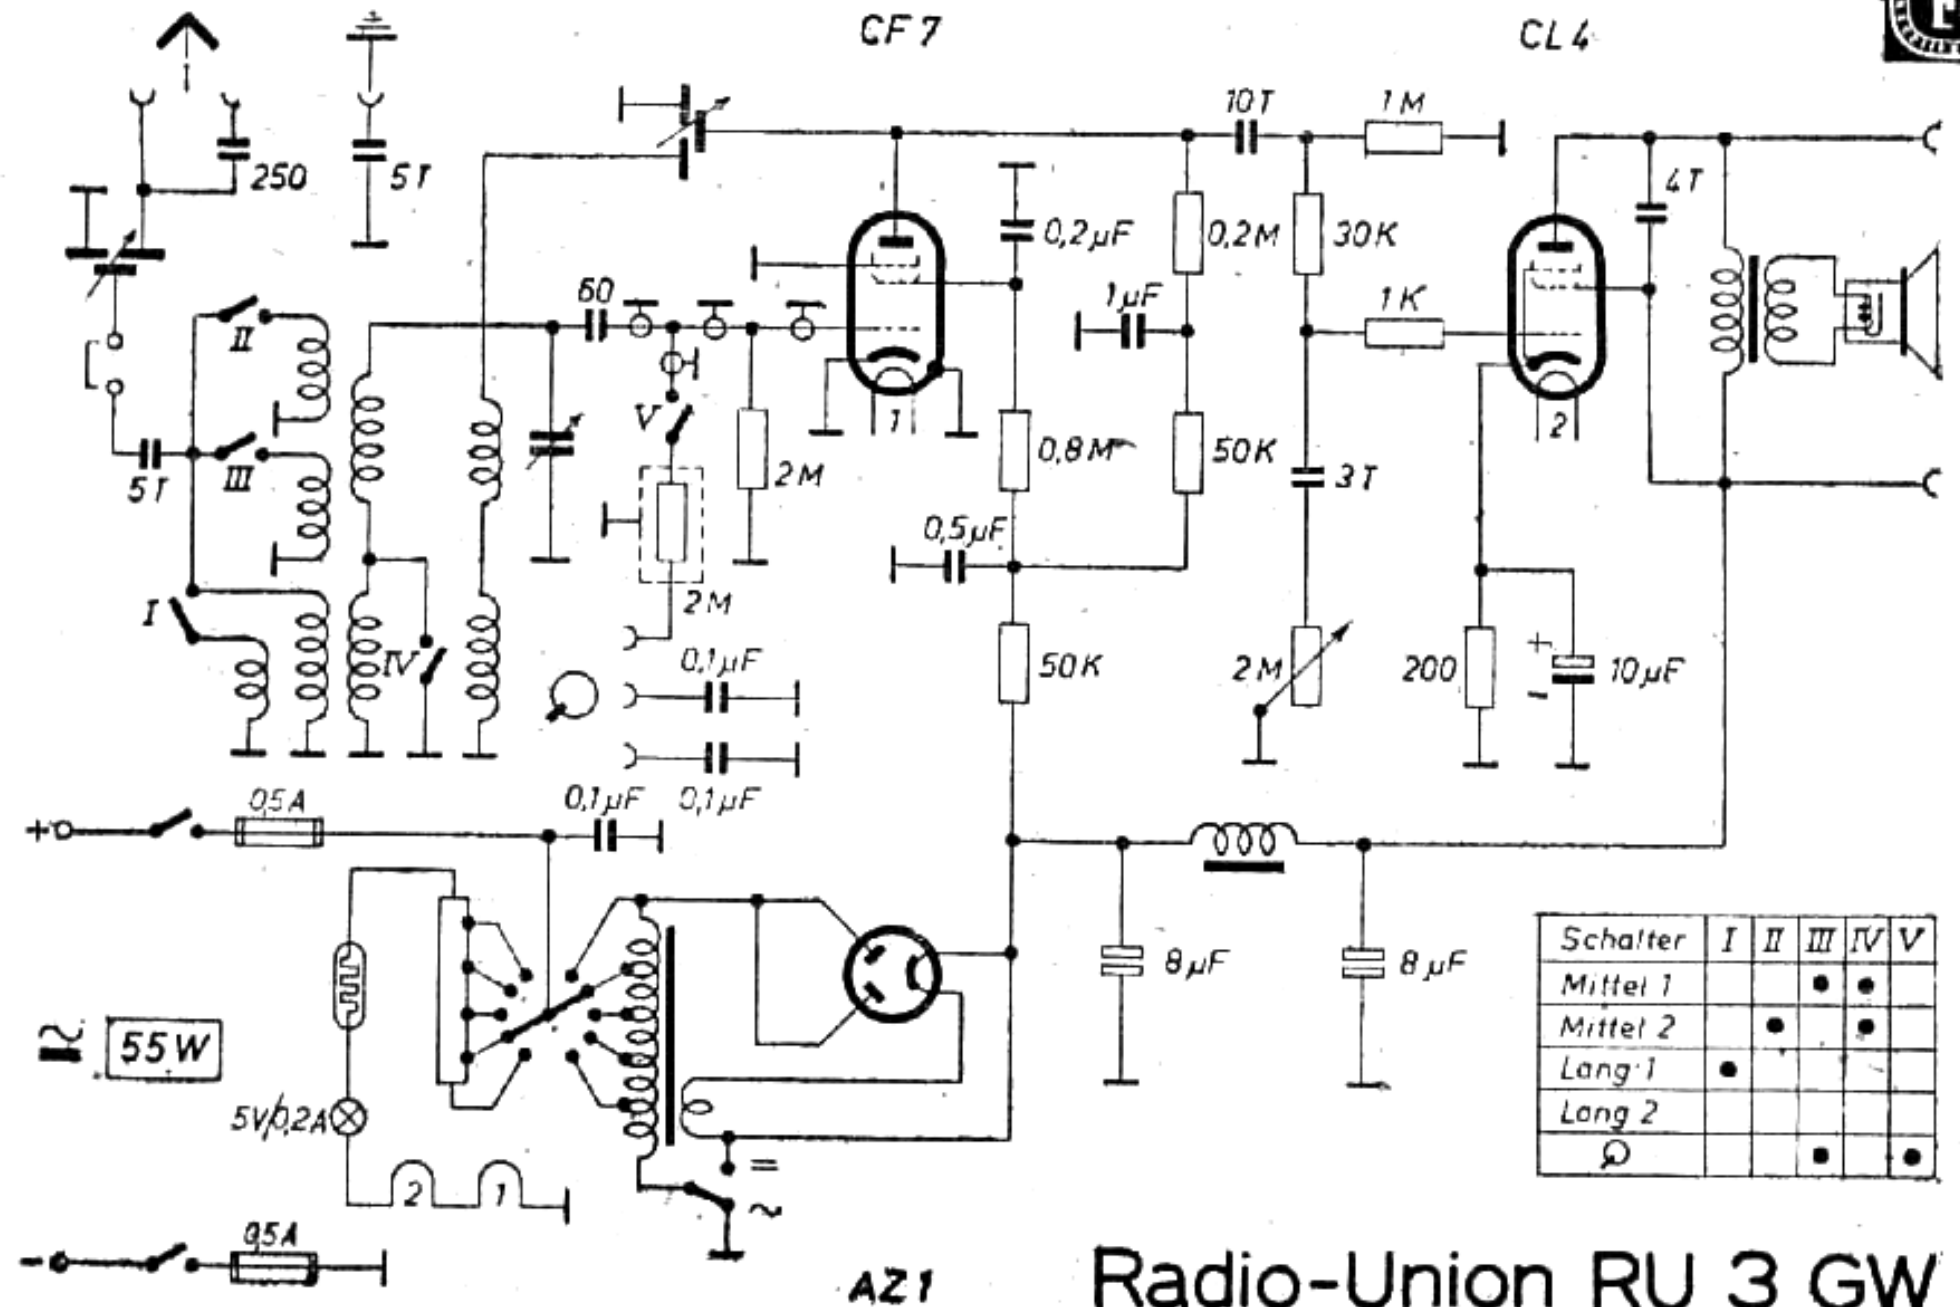 CF7
CL4
250
5T
10T
1M
4T
0,2µF
0,2M
30K
60
1µF
1K
II
V
1
2
III
5T
2M
0,8M
50K
3T
0,5µF
I
2M
IV
0,1µF
50K
2M
200
+
-
10µF
0,1µF
0,1µF
+
0,5A
8µF
8µF
Schalter I II III IV V
Mittel 1
Mittel 2
Lang 1
Lang 2
≂
55W
5V/0,2A
2
1
=
~
-
0,5A
AZ1
Radio-Union RU 3 GW